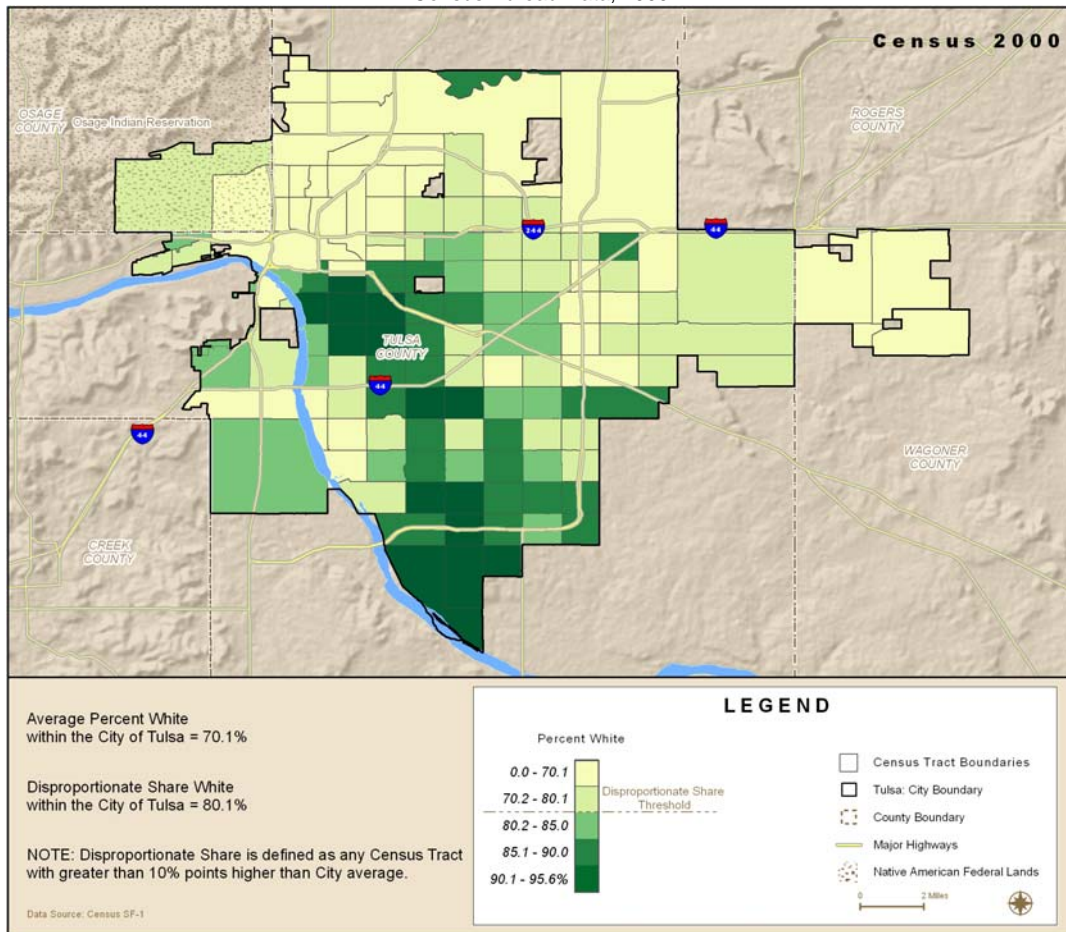 Census 2000
OSAGE
COUNTY
Osage Indian Reservation
ROGERS
COUNTY
244
44
TULSA
COUNTY
44
44
WAGONER
COUNTY
CREEK
COUNTY
Average Percent White
within the City of Tulsa = 70.1%
Disproportionate Share White
within the City of Tulsa = 80.1%
NOTE: Disproportionate Share is defined as any Census Tract
with greater than 10% points higher than City average.
Data Source: Census SF-1
LEGEND
Percent White
0.0 - 70.1
70.2 - 80.1
80.2 - 85.0
85.1 - 90.0
90.1 - 95.6%
Disproportionate Share
Threshold
Census Tract Boundaries
Tulsa: City Boundary
County Boundary
Major Highways
Native American Federal Lands
0 2 Miles